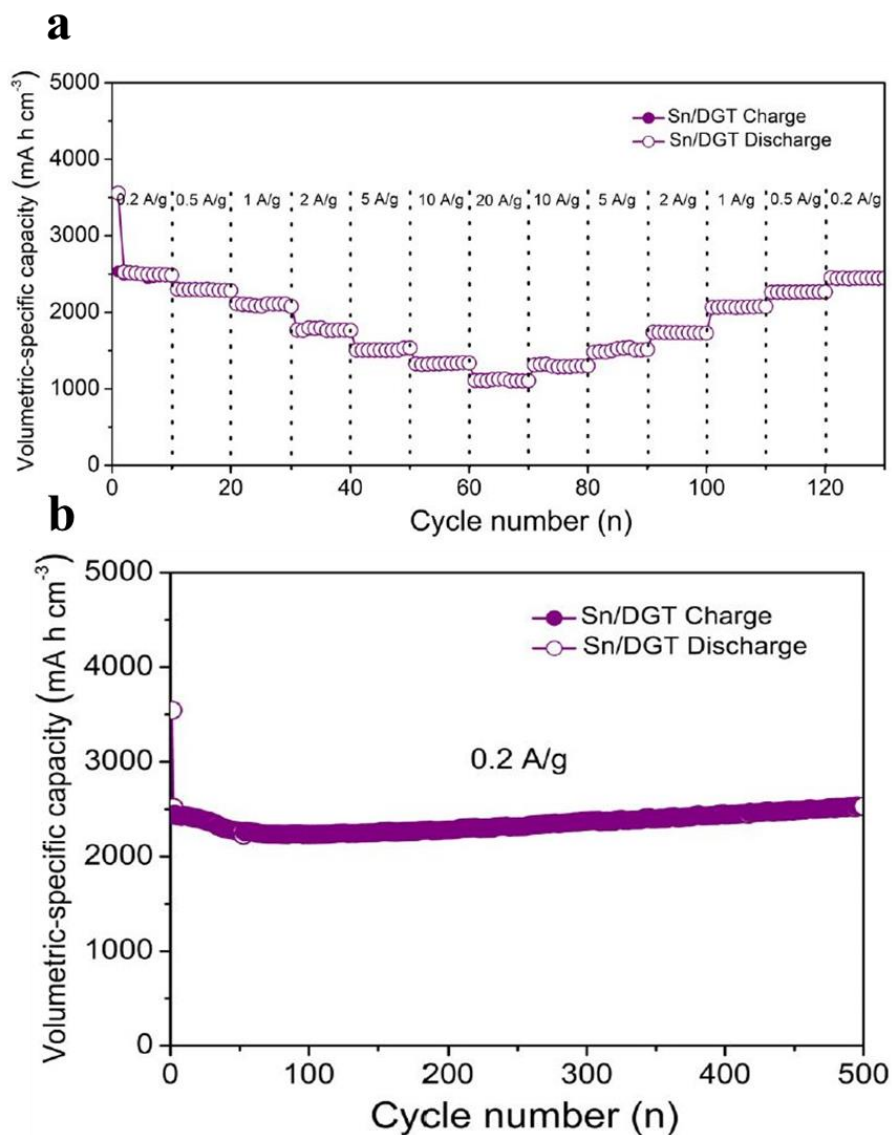 a
Volumetric-specific capacity (mA h cm⁻³)
5000
4000
3000
2000
1000
0
Sn/DGT Charge
Sn/DGT Discharge
0.2 A/g 0.5 A/g 1 A/g 2 A/g 5 A/g 10 A/g 20 A/g 10 A/g 5 A/g 2 A/g 1 A/g 0.5 A/g 0.2 A/g
0 20 40 60 80 100 120
Cycle number (n)
b
Volumetric-specific capacity (mA h cm⁻³)
5000
4000
3000
2000
1000
0
Sn/DGT Charge
Sn/DGT Discharge
0.2 A/g
0 100 200 300 400 500
Cycle number (n)